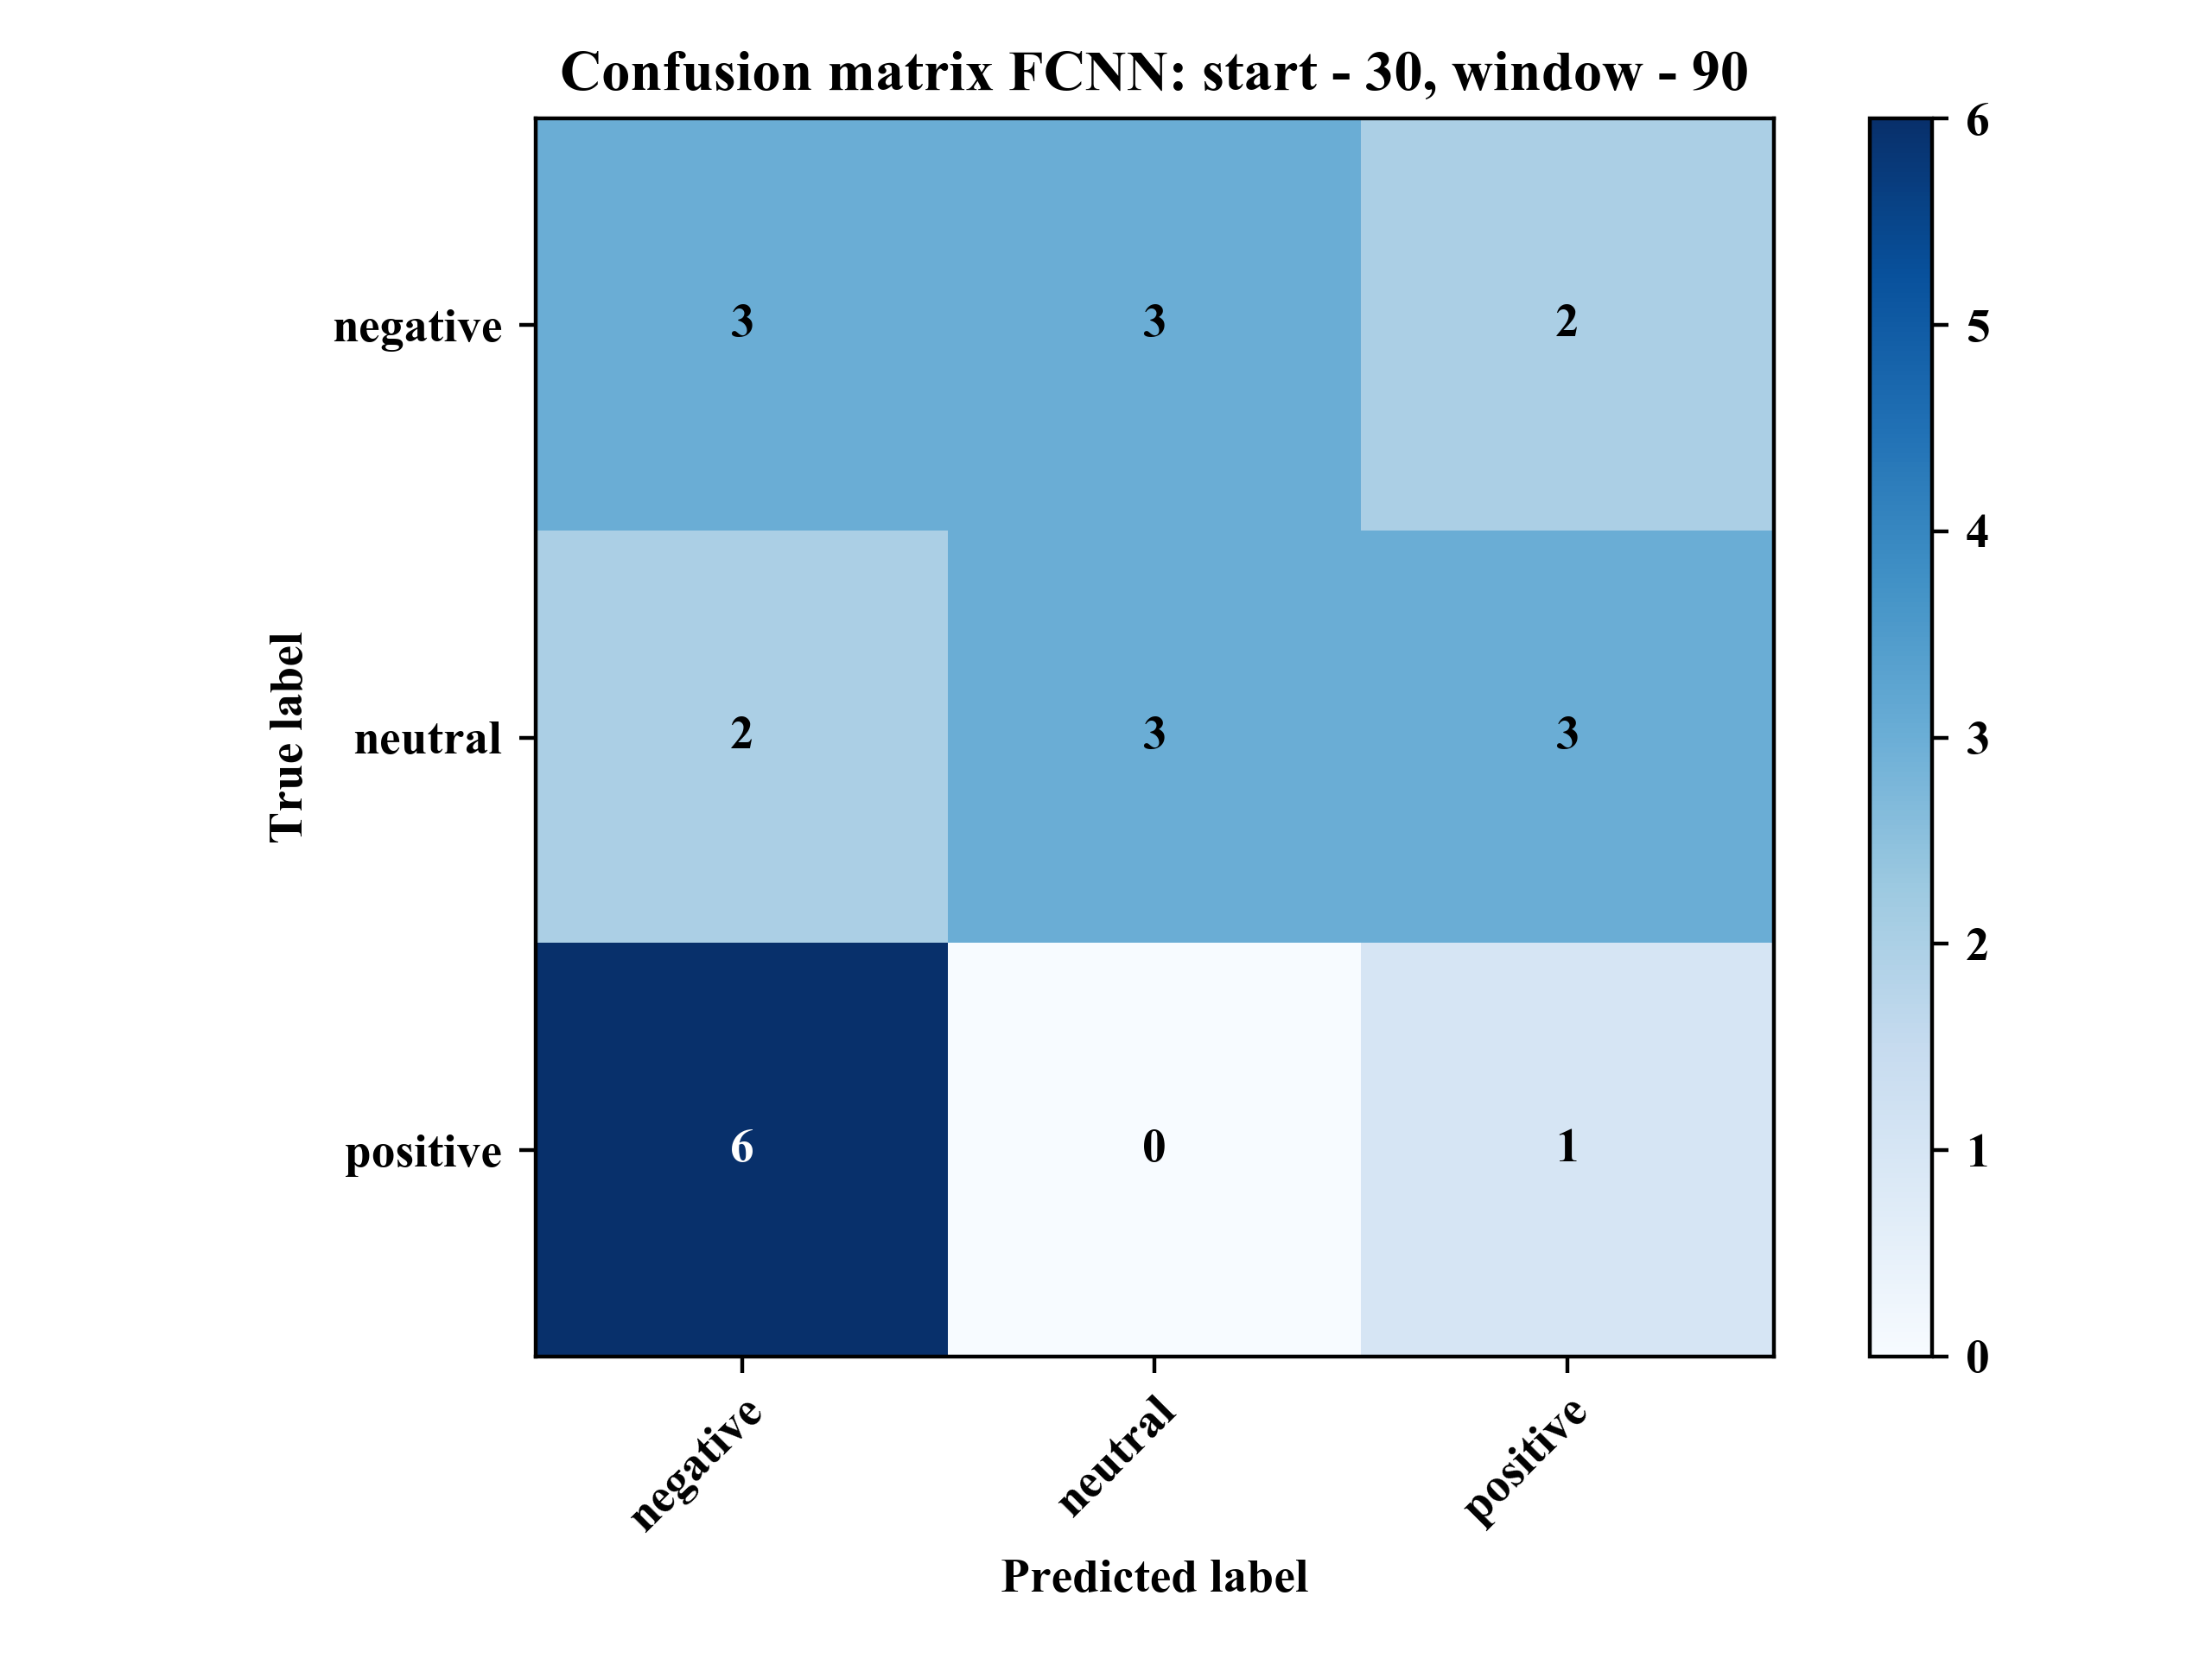 Confusion matrix FCNN: start - 30, window - 90
True label
negative
neutral
positive
3 3 2
2 3 3
6 0 1
negative neutral positive
Predicted label
6
5
4
3
2
1
0